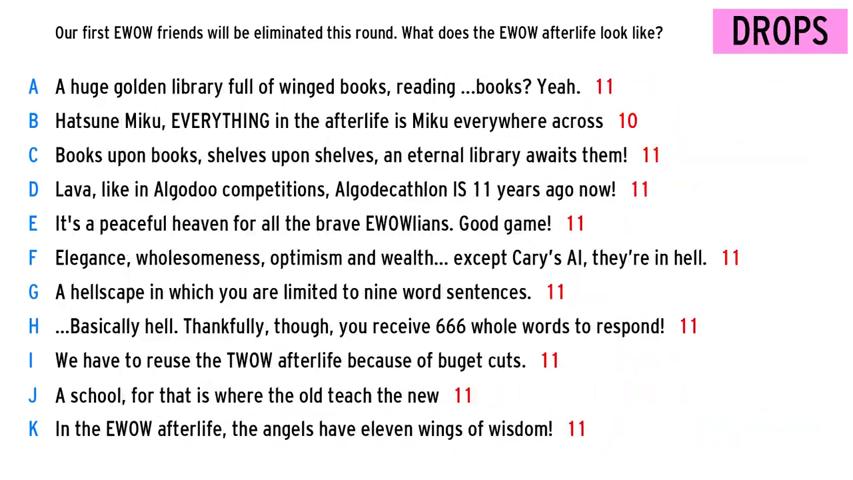 Our first EWOW friends will be eliminated this round. What does the EWOW afterlife look like?
DROPS
A A huge golden library full of winged books, reading ...books? Yeah. 11
B Hatsune Miku, EVERYTHING in the afterlife is Miku everywhere across 10
C Books upon books, shelves upon shelves, an eternal library awaits them! 11
D Lava, like in Algodoo competitions, Algodecathlon IS 11 years ago now! 11
E It's a peaceful heaven for all the brave EWOWlians. Good game! 11
F Elegance, wholesomeness, optimism and wealth... except Cary's AI, they're in hell. 11
G A hellscape in which you are limited to nine word sentences. 11
H ...Basically hell. Thankfully, though, you receive 666 whole words to respond! 11
I We have to reuse the TWOW afterlife because of buget cuts. 11
J A school, for that is where the old teach the new 11
K In the EWOW afterlife, the angels have eleven wings of wisdom! 11